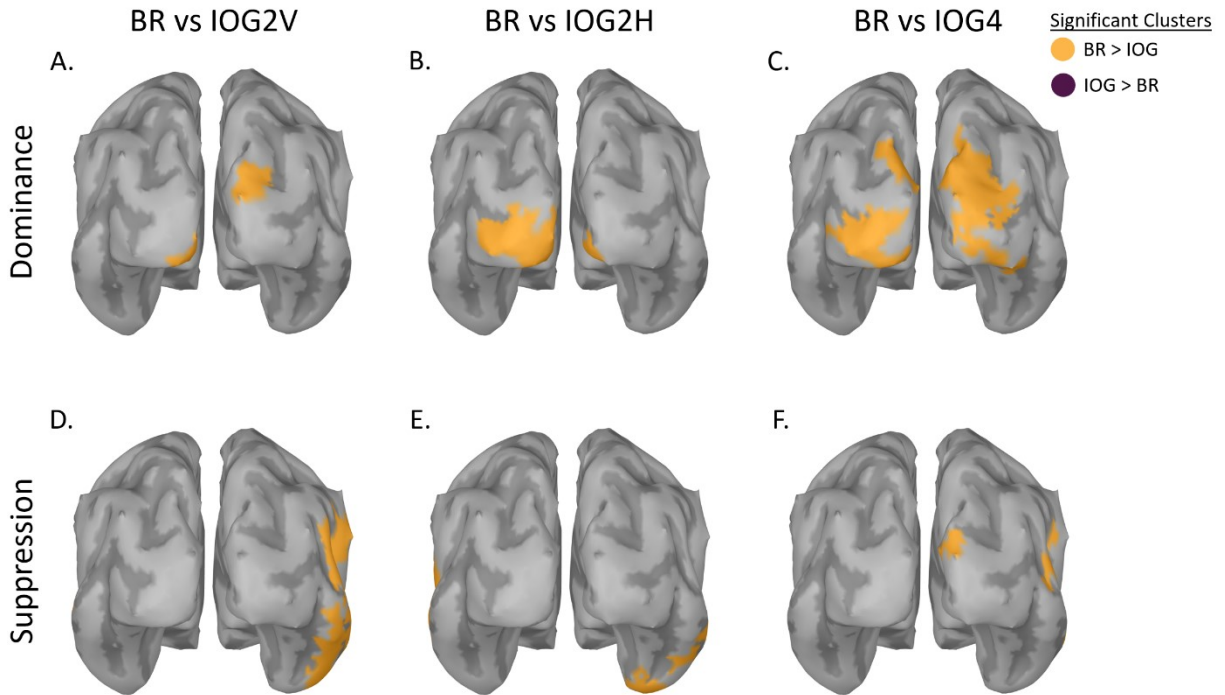 BR vs IOG2V
BR vs IOG2H
BR vs IOG4
Significant Clusters
BR > IOG
IOG > BR
A.
B.
C.
Dominance
D.
E.
F.
Suppression